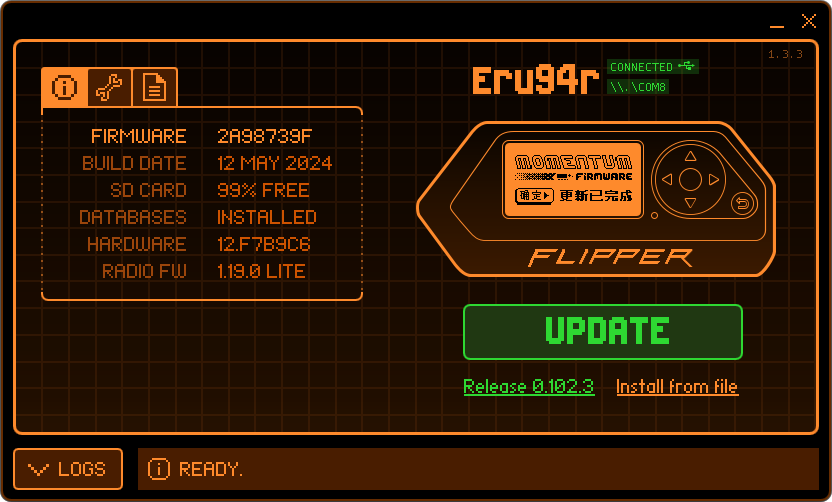 1.3.3
Eru94r
CONNECTED
\\.\COM8
FIRMWARE 2A98739F
BUILD DATE 12 MAY 2024
SD CARD 99% FREE
DATABASES INSTALLED
HARDWARE 12.F7B9C6
RADIO FW 1.19.0 LITE
MOMENTUM
FIRMWARE
确定 更新已完成
FLIPPER
UPDATE
Release 0.102.3 Install from file
LOGS
READY.